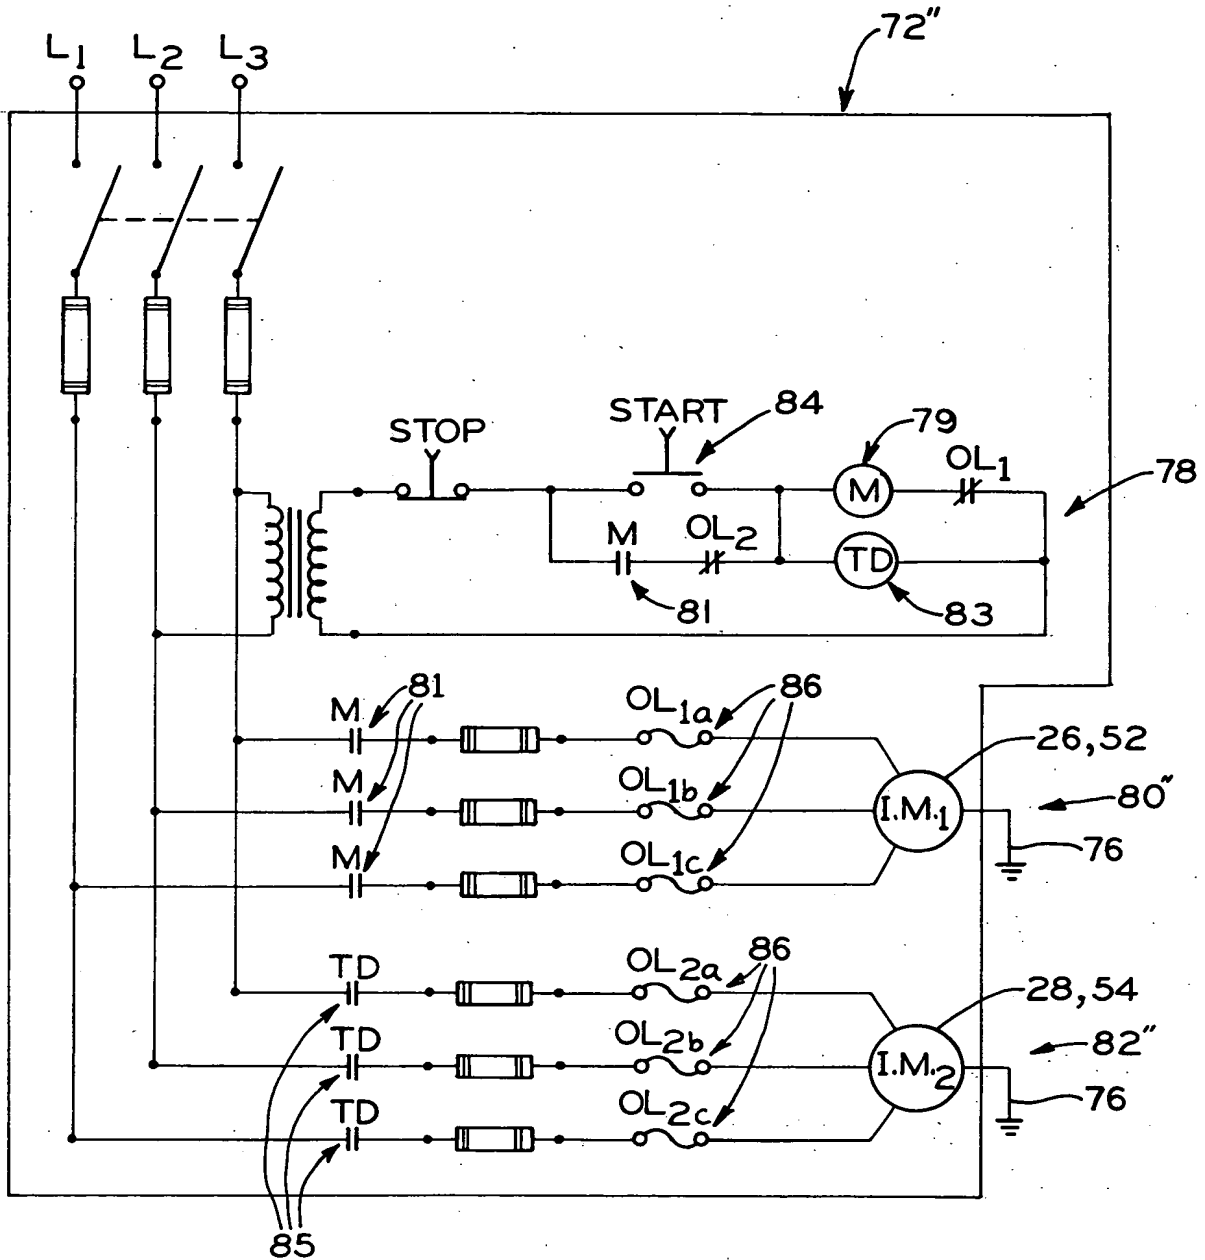 72"
L1 L2 L3
START 84
STOP
79
OL1
M
78
M OL2
TD
81
83
81
M
OL1a 86
26,52
M
OL1b
I.M.1
80"
M
OL1c
76
86
TD
OL2a
28,54
TD
OL2b
82"
I.M.2
TD
OL2c
76
85